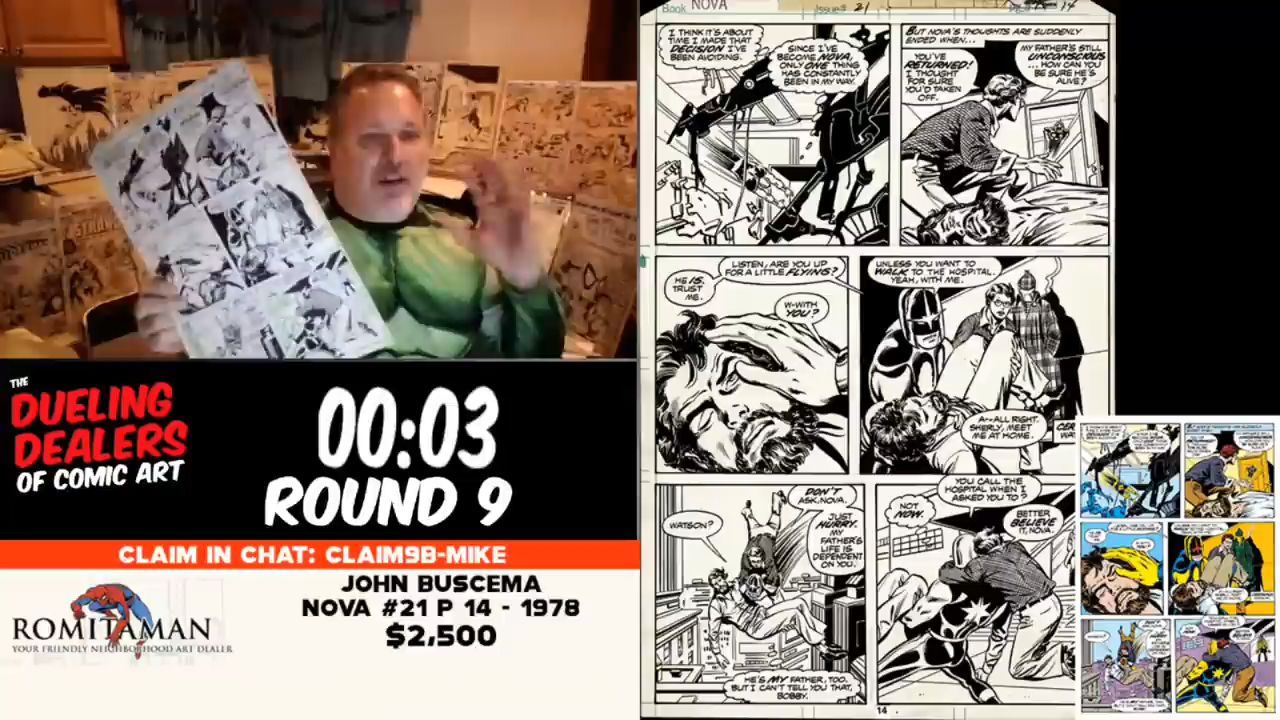 THE
DUELING
DEALERS
OF COMIC ART
00:03
ROUND 9
CLAIM IN CHAT: CLAIM9B-MIKE
ROMITAMAN
YOUR FRIENDLY NEIGHBORHOOD ART DEALER
JOHN BUSCEMA
NOVA #21 P 14 - 1978
$2,500
Book NOVA
Issue# 21
14
I THINK IT'S ABOUT
TIME I MADE THAT
DECISION I'VE
BEEN AVOIDING.
SINCE I'VE
BECOME NOVA,
ONLY ONE THING
HAS CONSTANTLY
BEEN IN MY WAY.
BUT NOVA'S THOUGHTS ARE SUDDENLY
ENDED WHEN...
YOU'VE
RETURNED!
I THOUGHT
FOR SURE
YOU'D TAKEN
OFF.
MY FATHER'S STILL
UNCONSCIOUS
... HOW CAN YOU
BE SURE HE'S
ALIVE?
HE IS.
TRUST
ME.
LISTEN, ARE YOU UP
FOR A LITTLE FLYING?
W-WITH
YOU?
UNLESS YOU WANT TO
WALK TO THE HOSPITAL.
YEAH, WITH ME.
A--ALL RIGHT.
SHERLY, MEET
ME AT HOME.
WATSON?
DON'T
ASK, NOVA.
JUST
HURRY. MY
FATHER'S
LIFE IS
DEPENDENT
ON YOU.
HE'S MY FATHER, TOO.
BUT I CAN'T TELL YOU THAT,
BOBBY.
YOU CALL THE
HOSPITAL WHEN I
ASKED YOU TO?
NOT
NOW.
BETTER
BELIEVE
IT, NOVA.
14